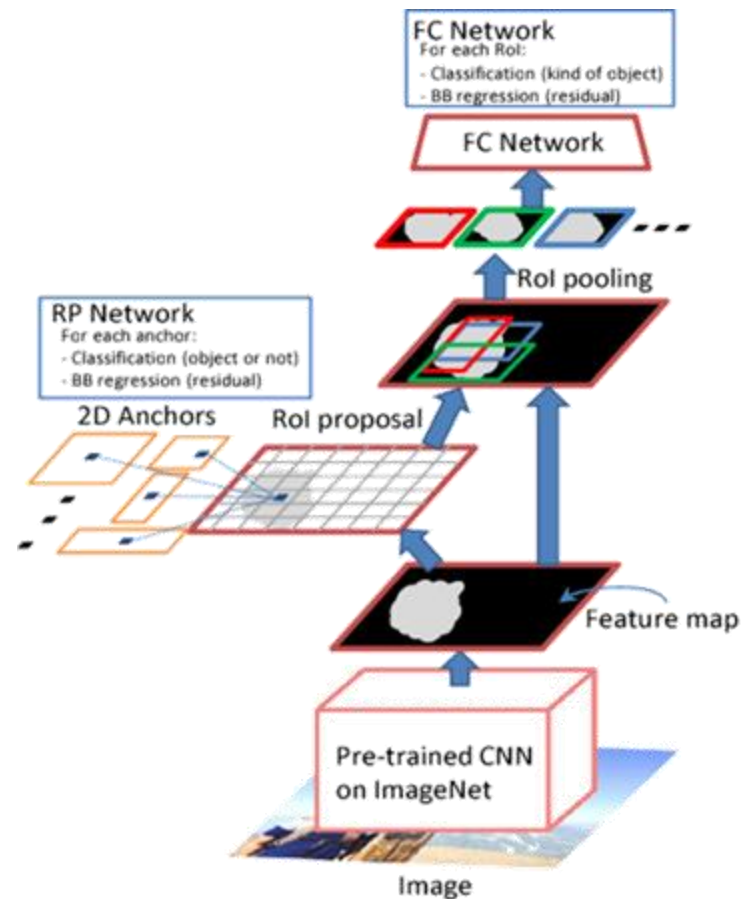 FC Network
For each RoI:
- Classification (kind of object)
- BB regression (residual)
FC Network
RoI pooling
RP Network
For each anchor:
- Classification (object or not)
- BB regression (residual)
2D Anchors
RoI proposal
Feature map
Pre-trained CNN
on ImageNet
Image